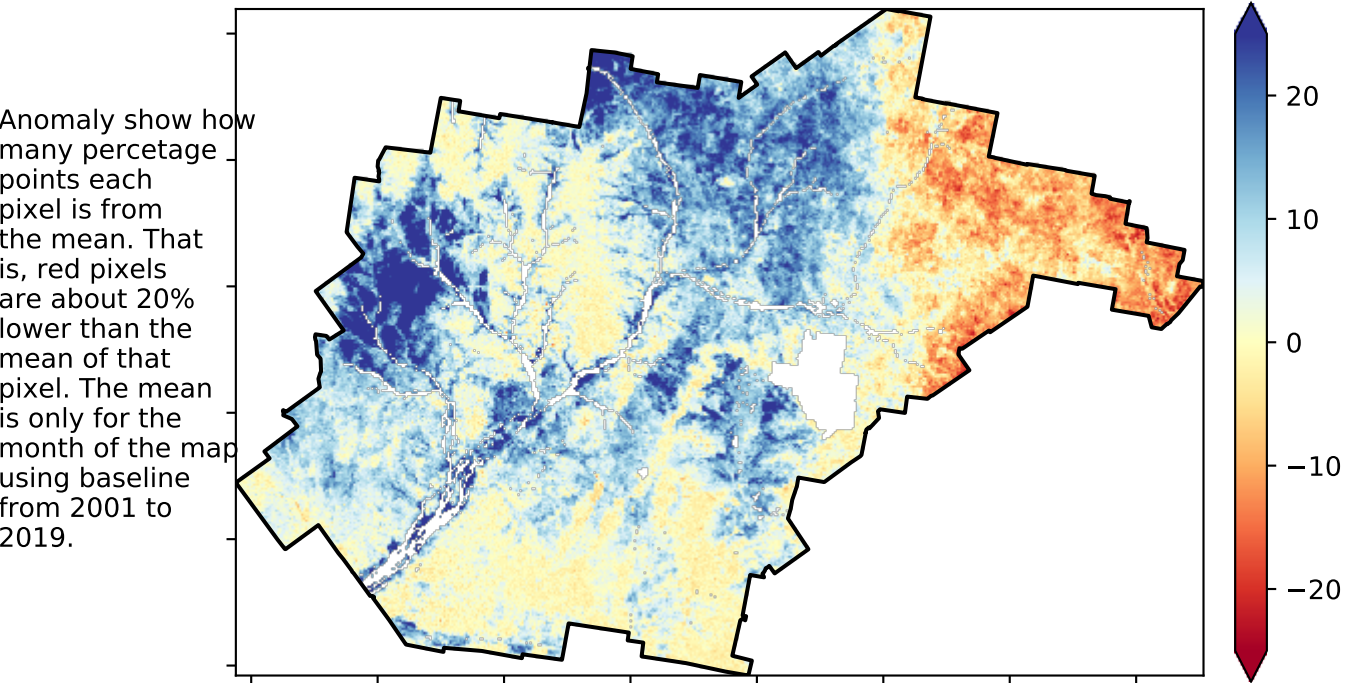 Anomaly show how
many percetage
points each
pixel is from
the mean. That
is, red pixels
are about 20%
lower than the
mean of that
pixel. The mean
is only for the
month of the map
using baseline
from 2001 to
2019.
20
10
0
−10
−20